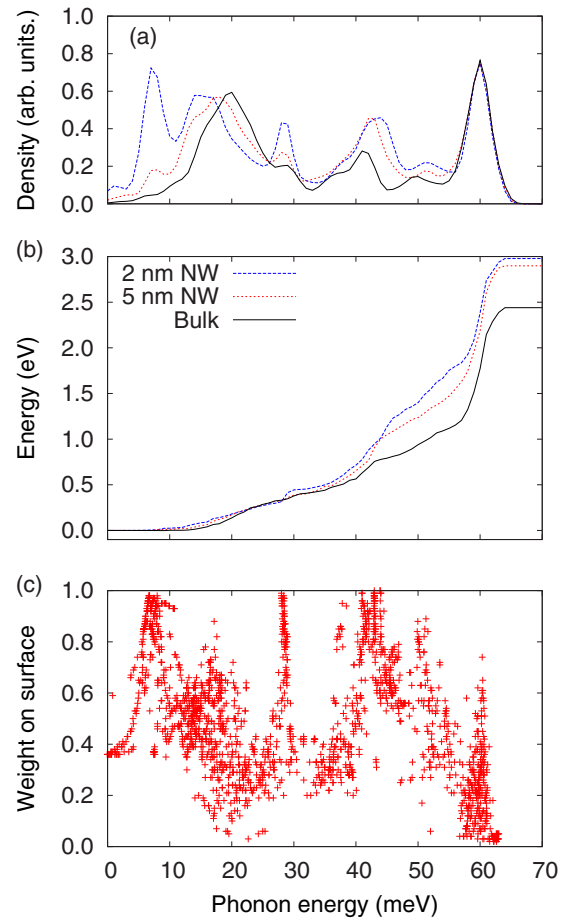 (a)
Density (arb. units.)
1.0
0.8
0.6
0.4
0.2
0.0
(b)
Energy (eV)
3.0
2.5
2.0
1.5
1.0
0.5
0.0
2 nm NW
5 nm NW
Bulk
(c)
Weight on surface
1.0
0.8
0.6
0.4
0.2
0.0
0 10 20 30 40 50 60 70
Phonon energy (meV)